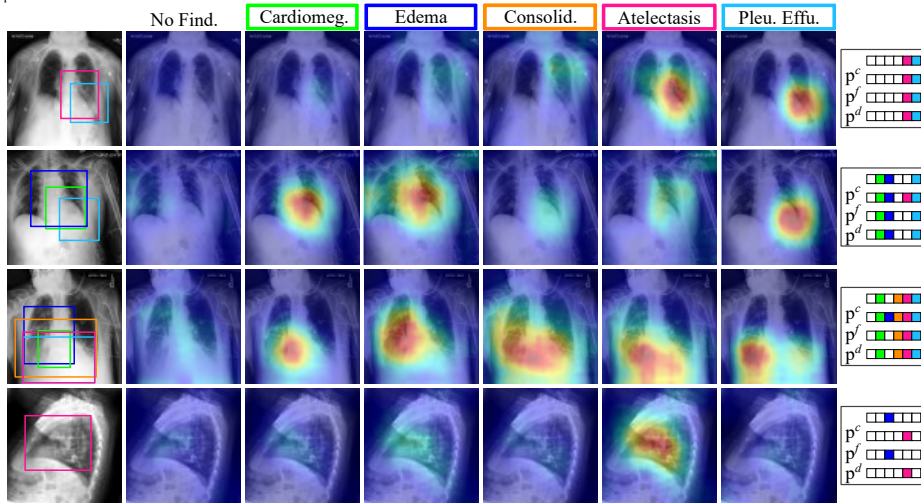 No Find. Cardiomeg. Edema Consolid. Atelectasis Pleu. Effu.
p^c
p^f
p^d
p^c
p^f
p^d
p^c
p^f
p^d
p^c
p^f
p^d